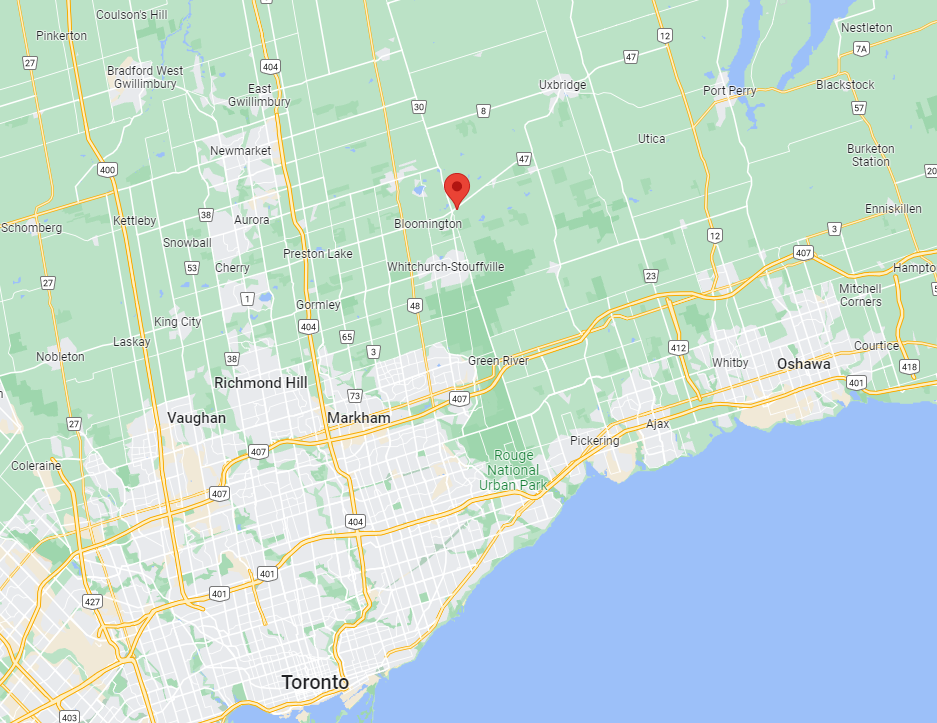 Coulson's Hill
Pinkerton
12
Nestleton
47
7A
27
404
Bradford West
Gwillimbury
East
Gwillimbury
Uxbridge
Port Perry
Blackstock
30
8
57
Utica
Newmarket
47
Burketon
Station
400
20
38
Aurora
Bloomington
Enniskillen
Schomberg
Kettleby
3
Snowball
12
Preston Lake
407
53
Cherry
Whitchurch-Stouffville
23
Hampto
27
Mitchell
Corners
5
1
Gormley
48
King City
404
65
Laskay
412
Courtice
Nobleton
38
3
Green River
Whitby
Oshawa
418
Richmond Hill
401
n
73
407
27
Vaughan
Markham
Ajax
Pickering
407
Rouge
National
Urban Park
Coleraine
407
404
401
401
427
Toronto
403